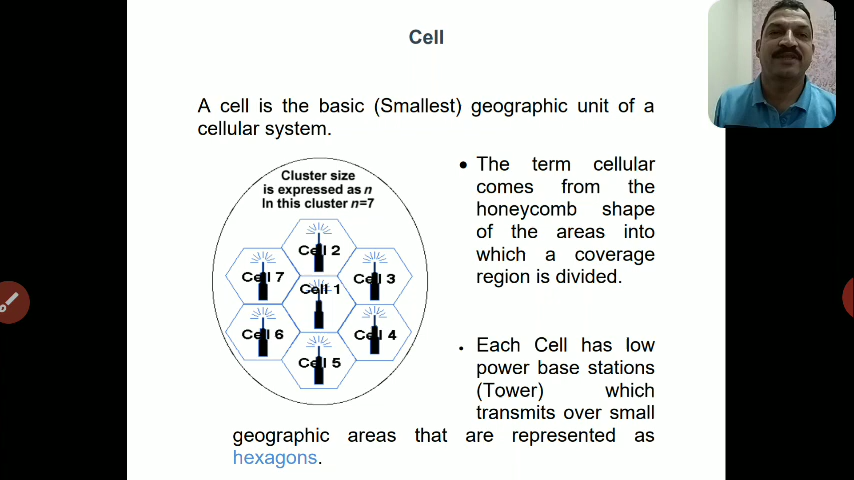 Cell
A cell is the basic (Smallest) geographic unit of a
cellular system.
Cluster size
is expressed as n
In this cluster n=7
Cell 2
Cell 7
Cell 3
Cell 1
Cell 6
Cell 4
Cell 5
• The term cellular
comes from the
honeycomb shape
of the areas into
which a coverage
region is divided.
• Each Cell has low
power base stations
(Tower) which
transmits over small
geographic areas that are represented as
hexagons.